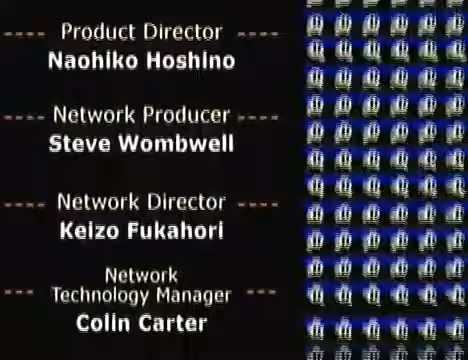 ---- Product Director ----
Naohiko Hoshino
---- Network Producer ----
Steve Wombwell
---- Network Director ----
Keizo Fukahori
Network
--- Technology Manager ---
Colin Carter